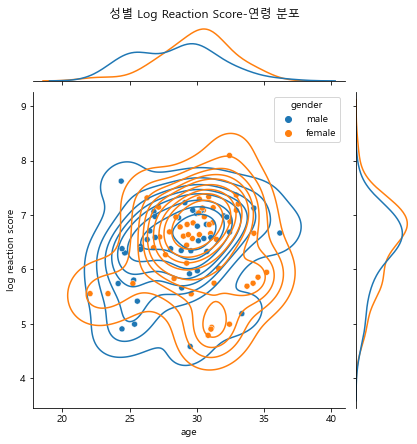 성별 Log Reaction Score-연령 분포
gender
male
female
9
8
7
6
5
4
log reaction score
20
25
30
35
40
age